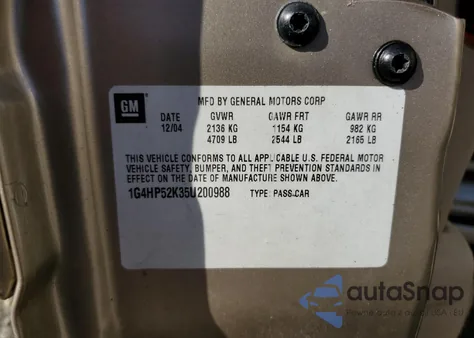 GM
MFD BY GENERAL MOTORS CORP
DATE GVWR GAWR FRT GAWR RR
12/04 2136 KG 1154 KG 982 KG
4709 LB 2544 LB 2165 LB
THIS VEHICLE CONFORMS TO ALL APPLICABLE U.S. FEDERAL MOTOR
VEHICLE SAFETY, BUMPER, AND THEFT PREVENTION STANDARDS IN
EFFECT ON THE DATE OF MANUFACTURE SHOWN ABOVE.
1G4HP52K35U200988 TYPE: PASS CAR
autoSnap